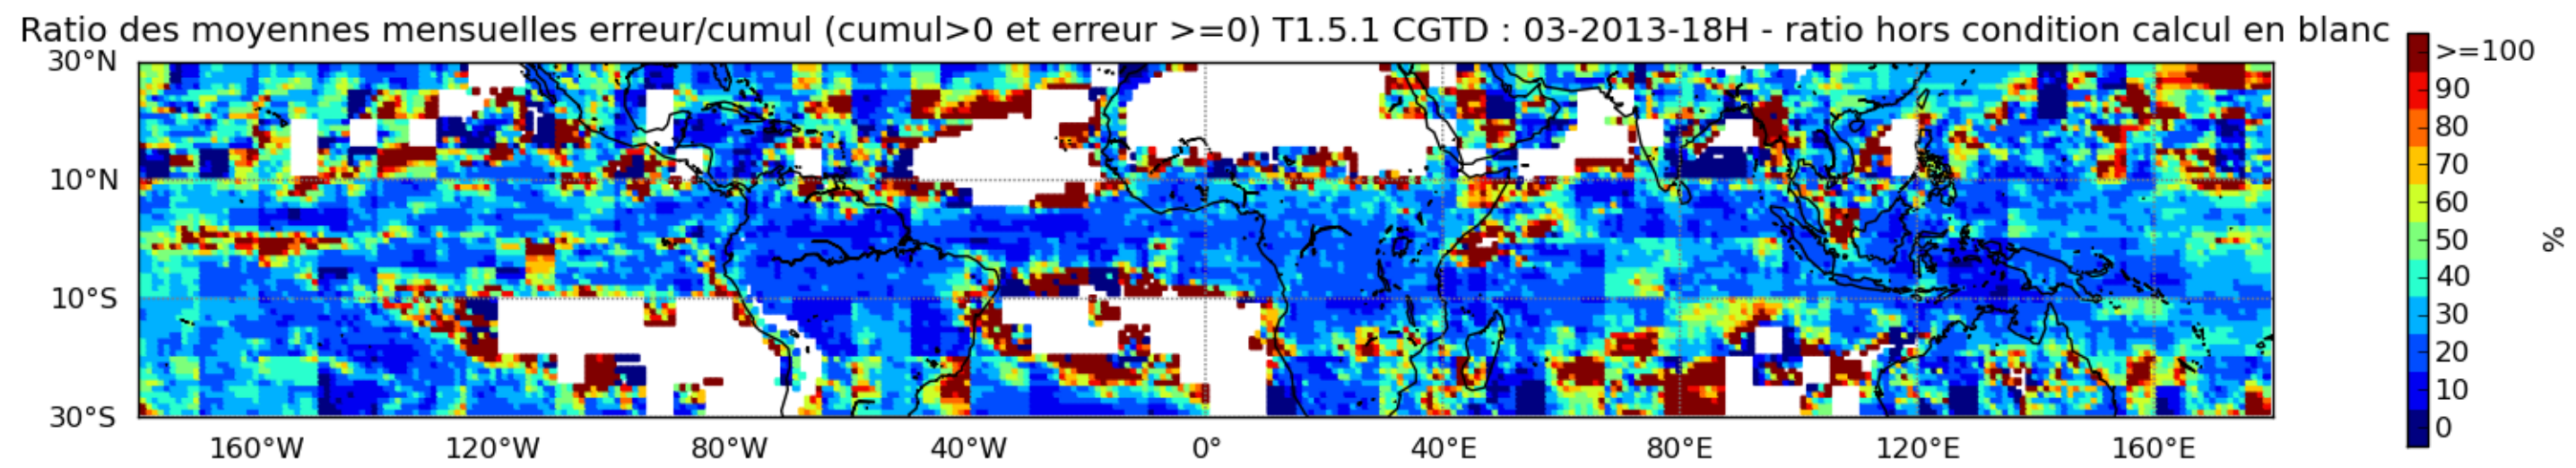 Ratio des moyennes mensuelles erreur/cumul (cumul>0 et erreur >=0) T1.5.1 CGTD : 03-2013-18H - ratio hors condition calcul en blanc
30°N
10°N
10°S
30°S
160°W 120°W 80°W 40°W 0° 40°E 80°E 120°E 160°E
>=100
90
80
70
60
50
40
30
20
10
0
%